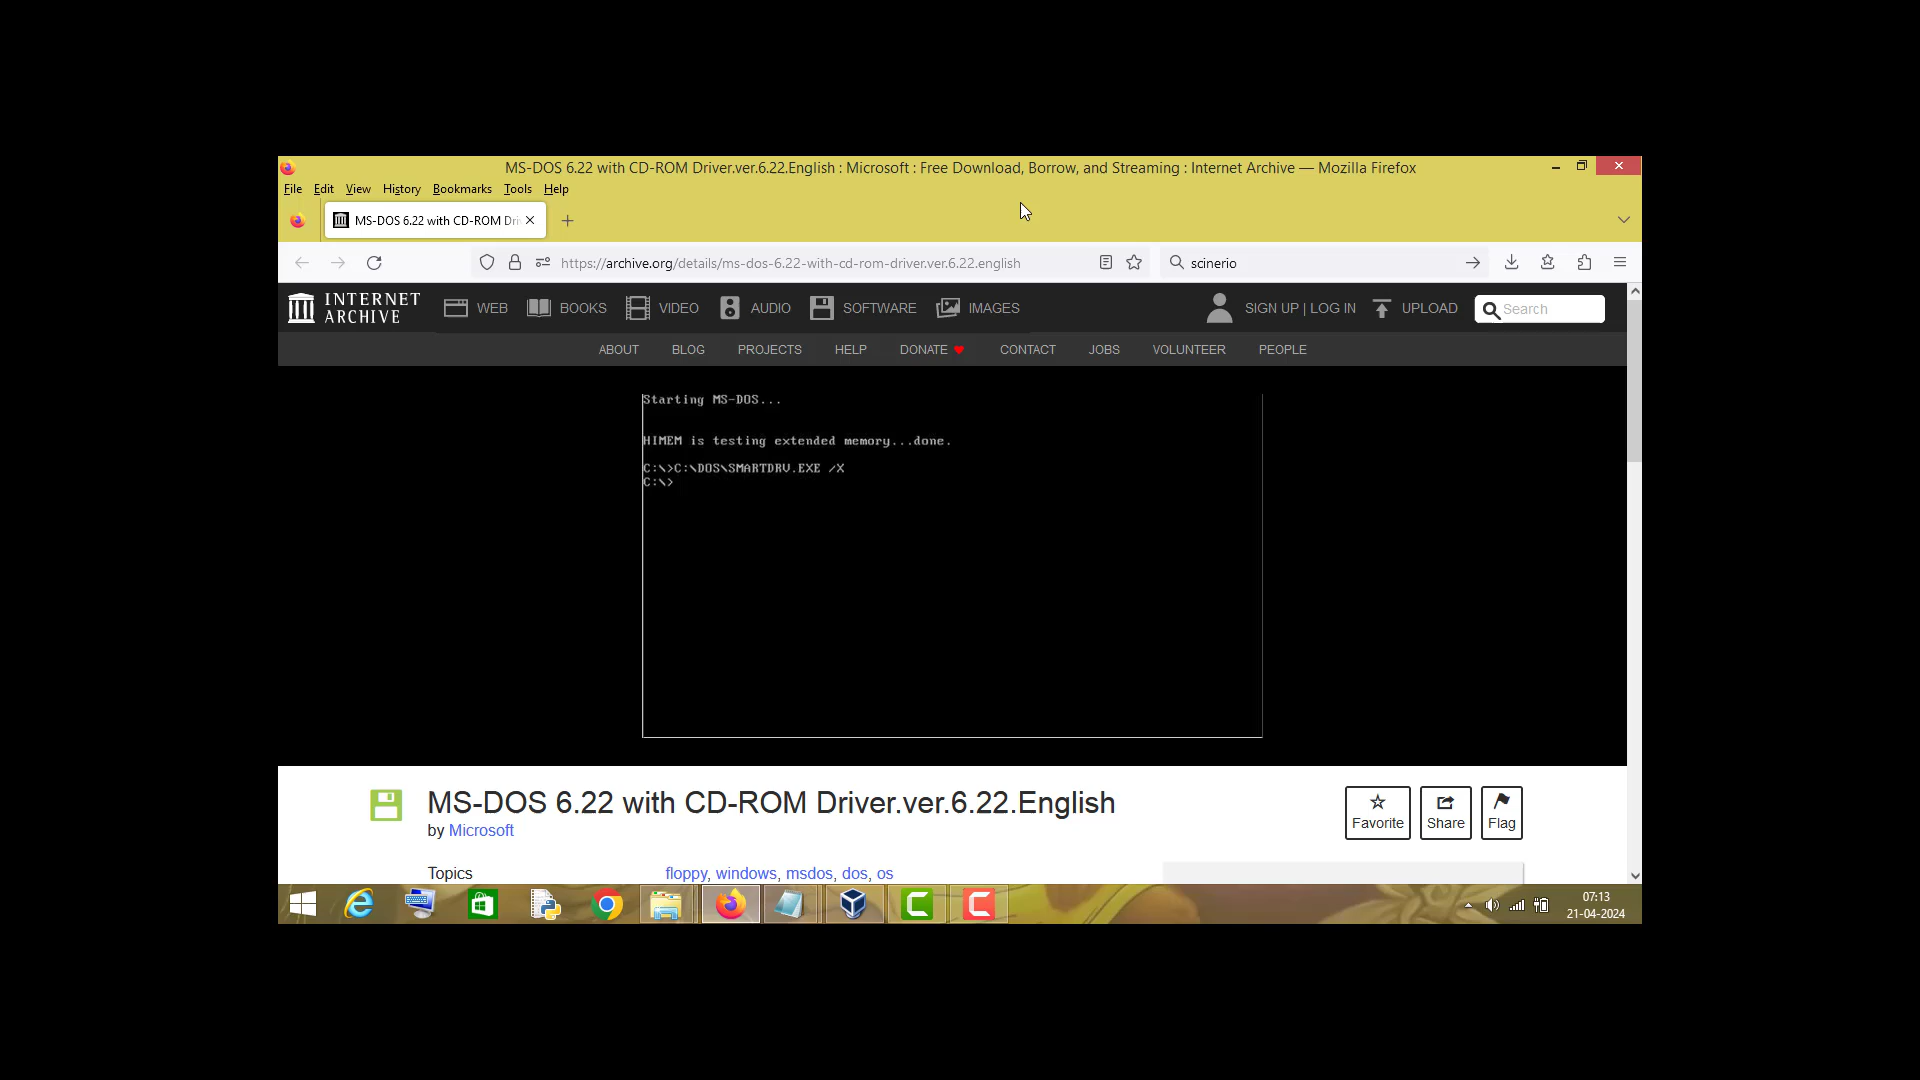 MS-DOS 6.22 with CD-ROM Driver.ver.6.22.English : Microsoft : Free Download, Borrow, and Streaming : Internet Archive — Mozilla Firefox
File Edit View History Bookmarks Tools Help
MS-DOS 6.22 with CD-ROM Dri
https://archive.org/details/ms-dos-6.22-with-cd-rom-driver.ver.6.22.english
scinerio
INTERNET ARCHIVE
WEB BOOKS VIDEO AUDIO SOFTWARE IMAGES SIGN UP | LOG IN UPLOAD Search
ABOUT BLOG PROJECTS HELP DONATE CONTACT JOBS VOLUNTEER PEOPLE
Starting MS-DOS...
HIMEM is testing extended memory...done.
C:\>C:\DOS\SMARTDRV.EXE /X
C:\>
MS-DOS 6.22 with CD-ROM Driver.ver.6.22.English
by Microsoft
Favorite Share Flag
Topics floppy, windows, msdos, dos, os
07:13
21-04-2024